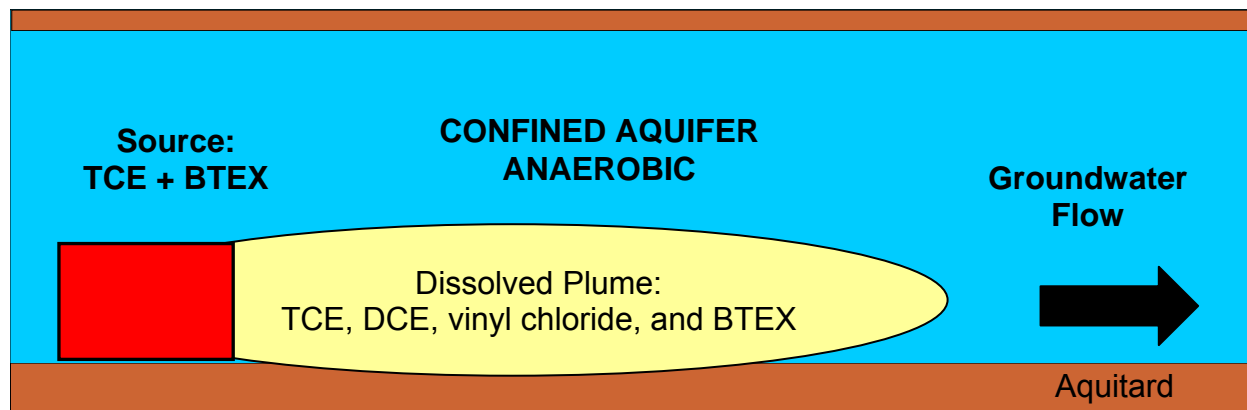 Source:
TCE + BTEX
CONFINED AQUIFER
ANAEROBIC
Groundwater
Flow
Dissolved Plume:
TCE, DCE, vinyl chloride, and BTEX
Aquitard